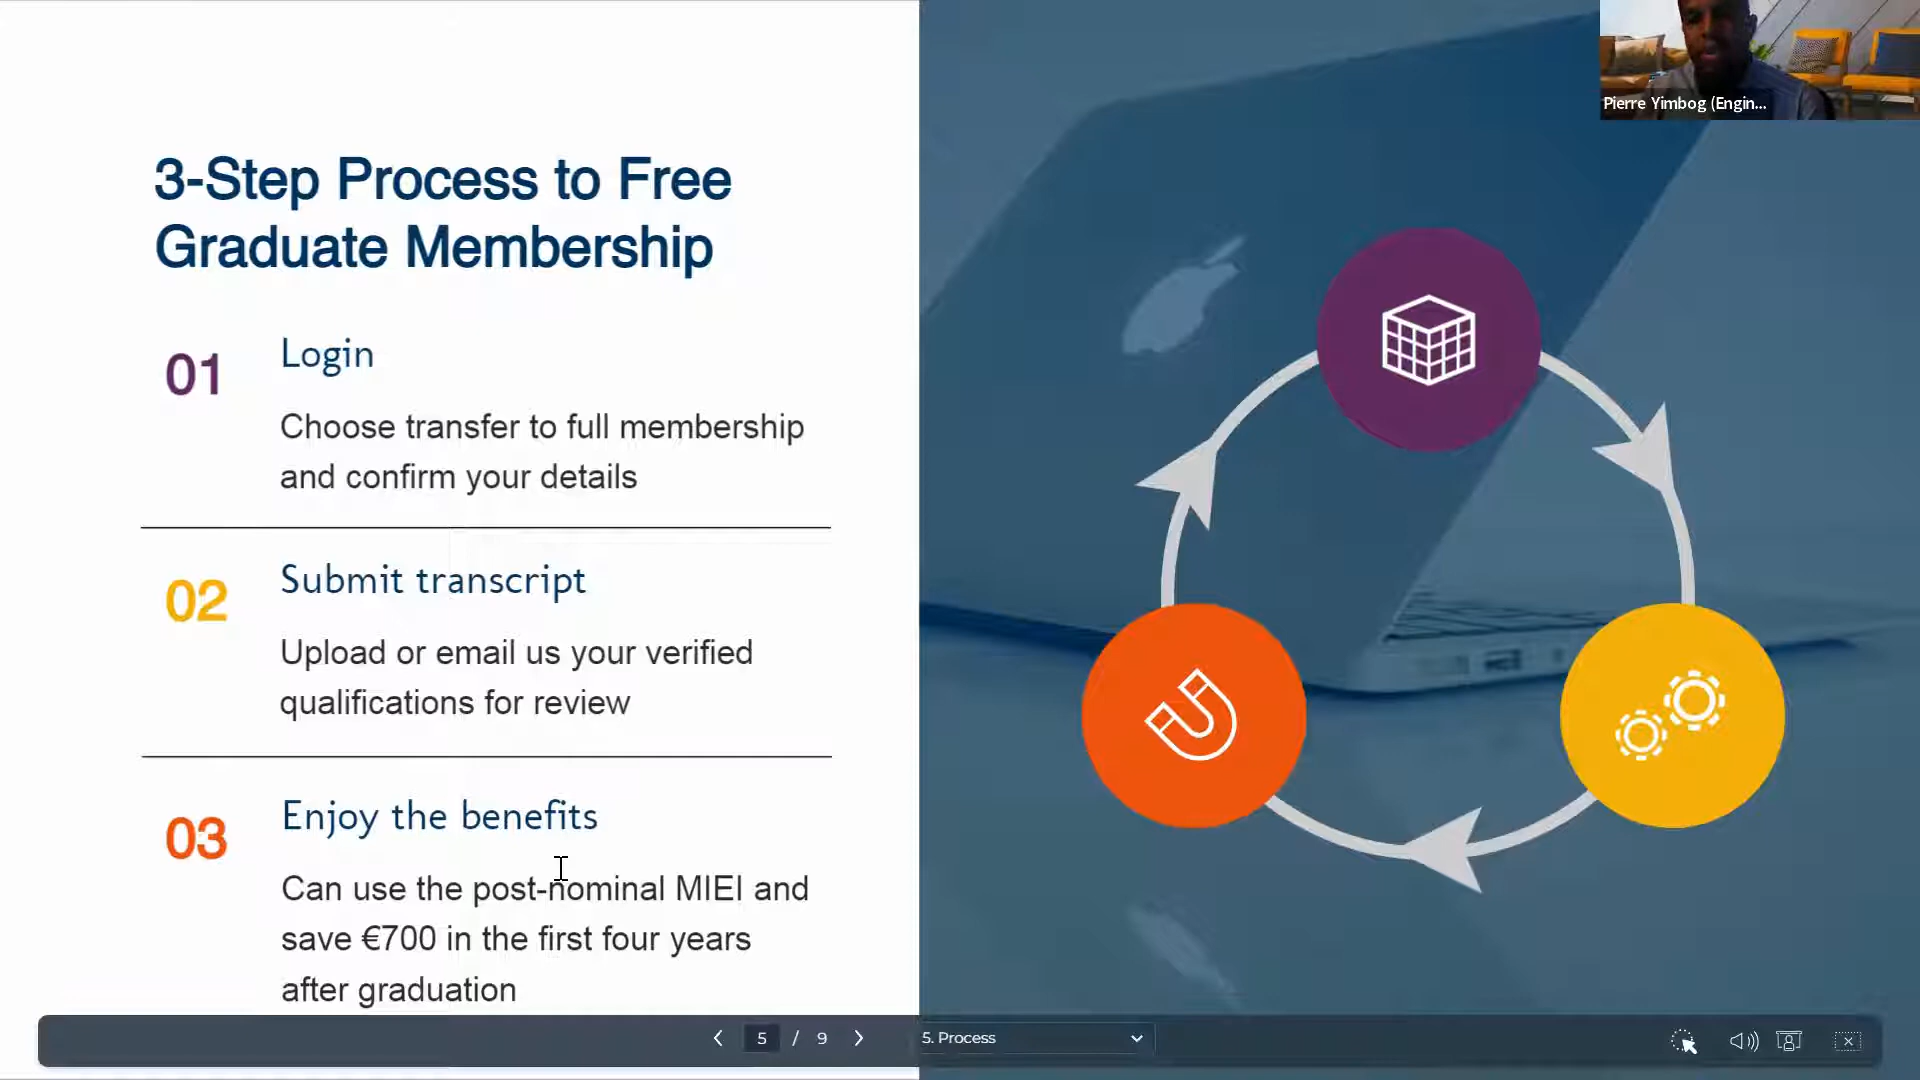 3-Step Process to Free
Graduate Membership
01
Login
Choose transfer to full membership
and confirm your details
02
Submit transcript
Upload or email us your verified
qualifications for review
03
Enjoy the benefits
Can use the post-nominal MIEI and
save €700 in the first four years
after graduation
Pierre Yimbog (Engin...
5 / 9
5. Process